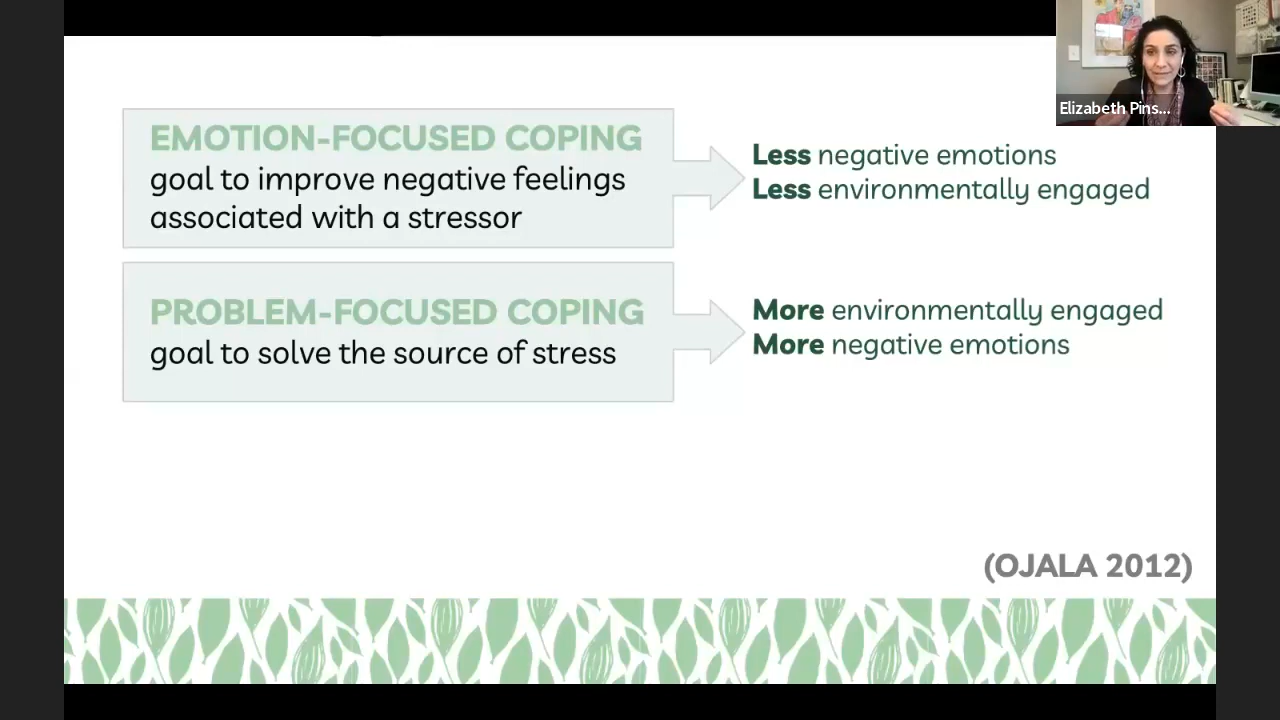 EMOTION-FOCUSED COPING
goal to improve negative feelings
associated with a stressor
Less negative emotions
Less environmentally engaged
PROBLEM-FOCUSED COPING
goal to solve the source of stress
More environmentally engaged
More negative emotions
(OJALA 2012)
Elizabeth Pins...